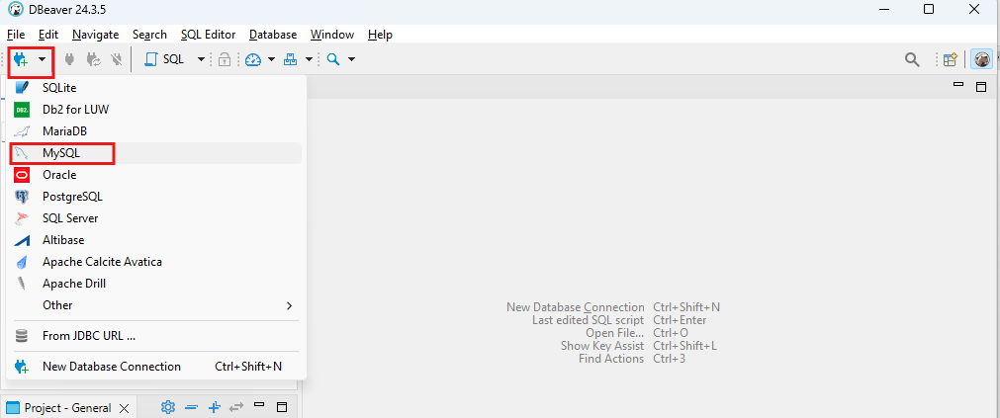 DBeaver 24.3.5
File Edit Navigate Search SQL Editor Database Window Help
SQL
SQLite
DB2. Db2 for LUW
MariaDB
MySQL
Oracle
PostgreSQL
SQL Server
Altibase
Apache Calcite Avatica
Apache Drill
Other
From JDBC URL ...
New Database Connection Ctrl+Shift+N
New Database Connection Ctrl+Shift+N
Last edited SQL script Ctrl+Enter
Open File... Ctrl+O
Show Key Assist Ctrl+Shift+L
Find Actions Ctrl+3
Project - General